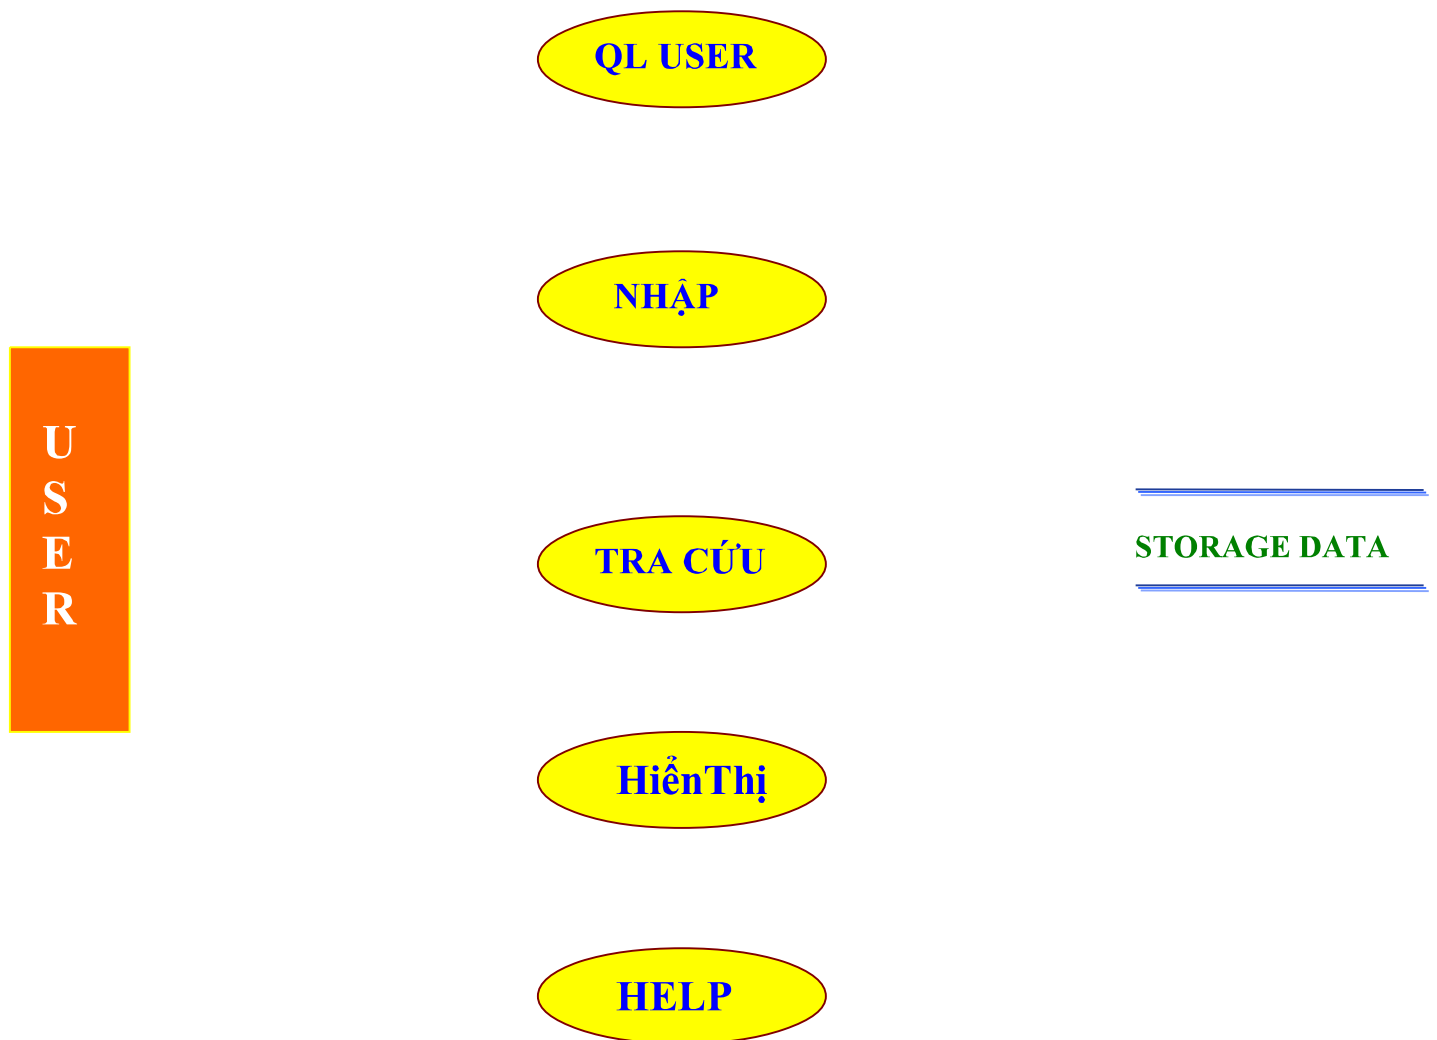 QL USER
NHẬP
U
S
E
R
STORAGE DATA
TRA CỨU
HiểnThị
HELP